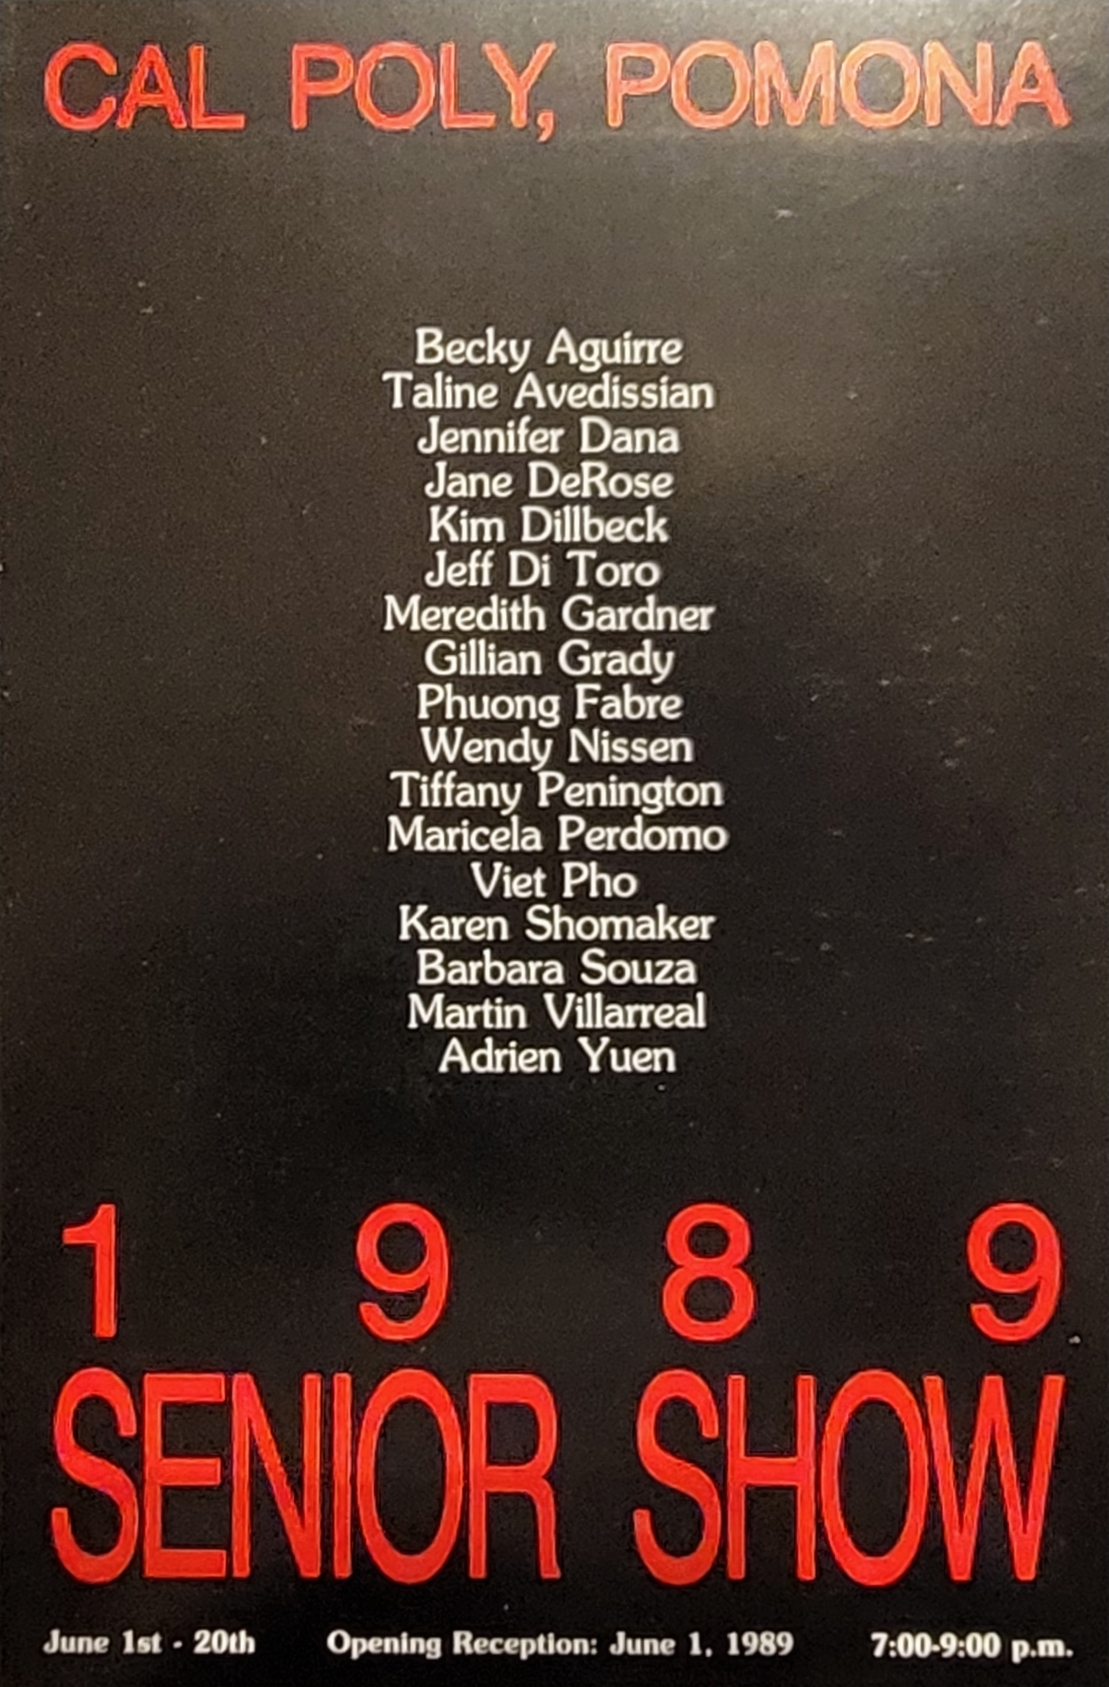 CAL POLY, POMONA
Becky Aguirre
Taline Avedissian
Jennifer Dana
Jane DeRose
Kim Dillbeck
Jeff Di Toro
Meredith Gardner
Gillian Grady
Phuong Fabre
Wendy Nissen
Tiffany Penington
Maricela Perdomo
Viet Pho
Karen Shomaker
Barbara Souza
Martin Villarreal
Adrien Yuen
1 9 8 9
SENIOR SHOW
June 1st - 20th Opening Reception: June 1, 1989 7:00-9:00 p.m.